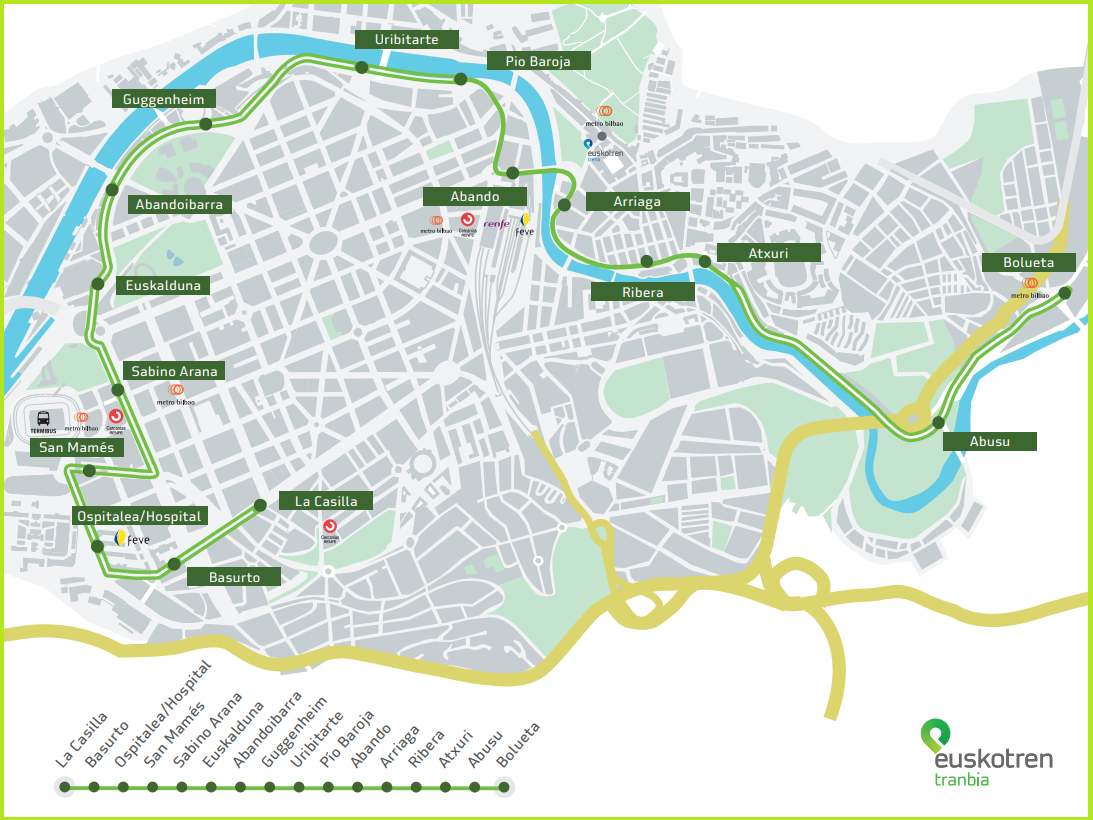 Uribitarte
Pio Baroja
Guggenheim
metro bilbao
euskotren
trena
Abandoibarra
Abando
Arriaga
metro bilbao
Cercanías
RENFE
renfe
feve
Atxuri
Bolueta
Euskalduna
Ribera
metro bilbao
Sabino Arana
metro bilbao
TERMIBUS
metro bilbao
Cercanías
RENFE
San Mamés
Abusu
La Casilla
Ospitalea/Hospital
feve
Cercanías
RENFE
Basurto
La Casilla
Basurto
Ospitalea/Hospital
San Mamés
Sabino Arana
Euskalduna
Abandoibarra
Guggenheim
Uribitarte
Pio Baroja
Abando
Arriaga
Ribera
Atxuri
Abusu
Bolueta
euskotren
tranbia